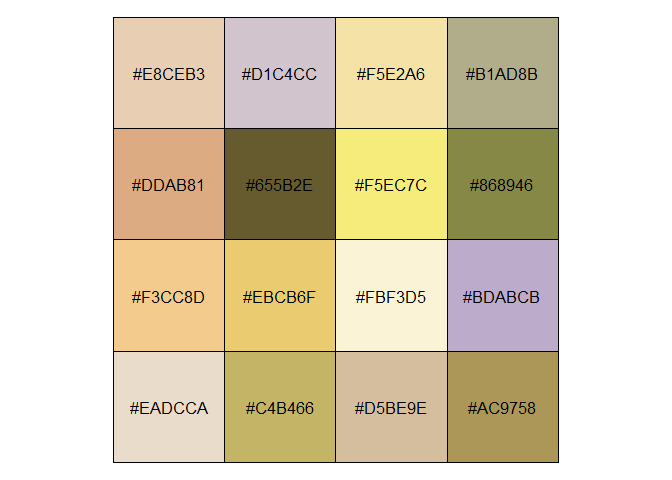 #E8CEB3 #D1C4CC #F5E2A6 #B1AD8B
#DDAB81 #655B2E #F5EC7C #868946
#F3CC8D #EBCB6F #FBF3D5 #BDABCB
#EADCCA #C4B466 #D5BE9E #AC9758